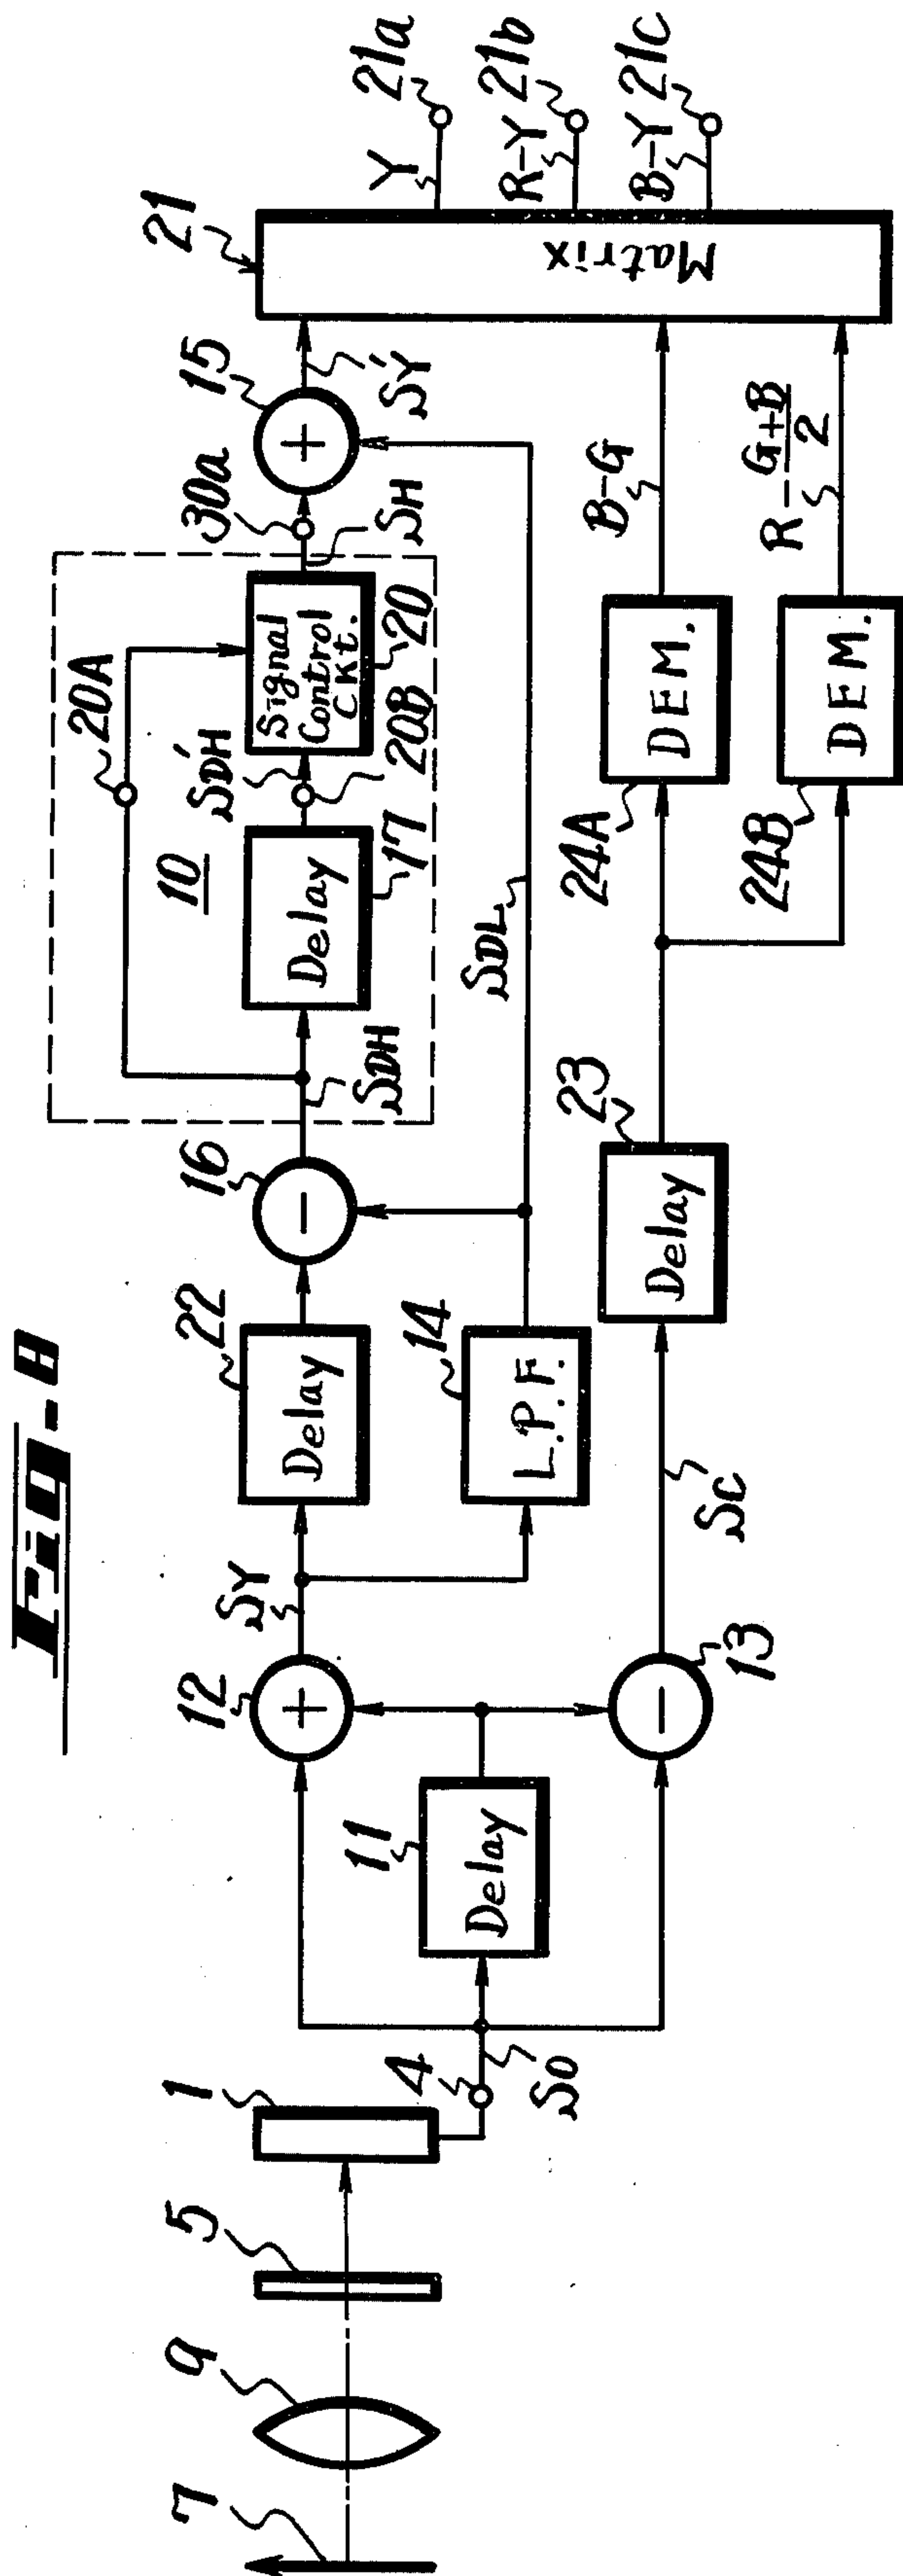 Fig-8
7
9
5
1
4
S0
11
Delay
12
SY
13
SC
22
Delay
14
L.P.F.
16
SDH
SDL
23
Delay
10
Delay
17
20A
S'DH
20B
Signal
Control
CKt.
20
30a
SH
15
S'Y
24A
DEM.
24B
DEM.
B-G
R-G+B/2
21
Matrix
Y
21a
R-Y
21b
B-Y
21c